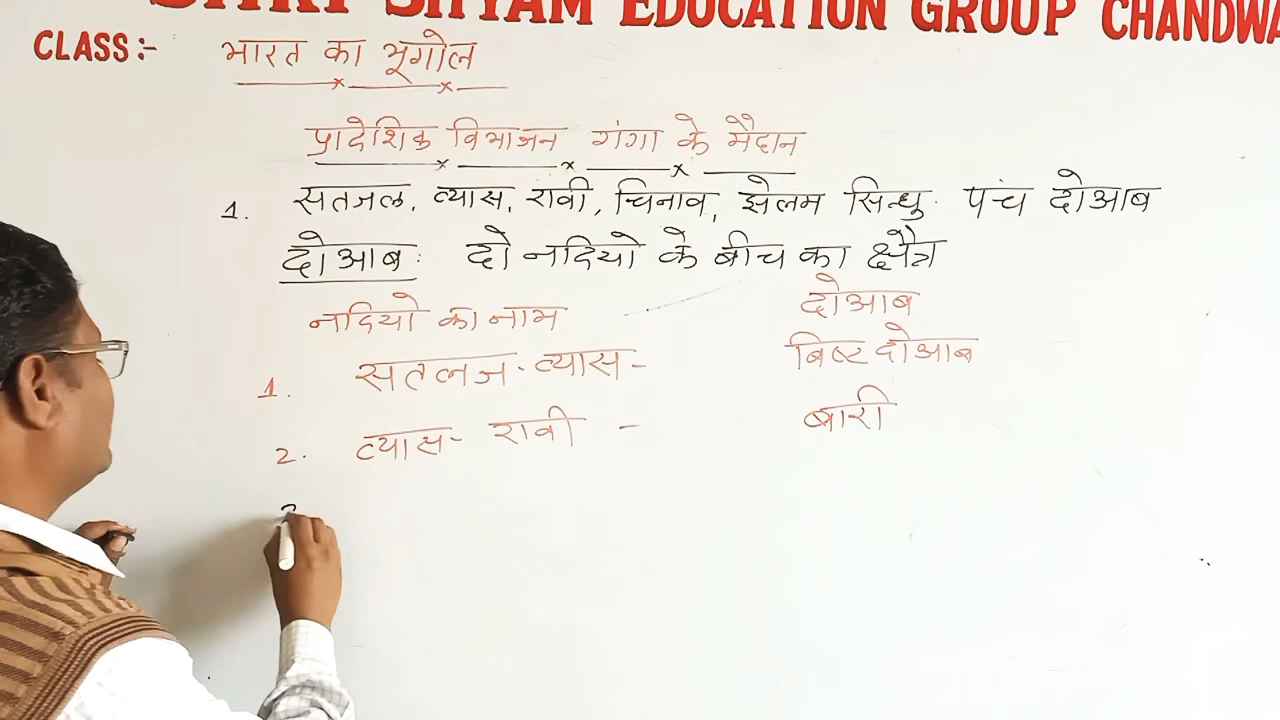 SHRI SHYAM EDUCATION GROUP CHANDWA
CLASS :- भारत का भूगोल
प्रादेशिक विभाजन गंगा के मैदान
1. सतजल, व्यास, रावी, चिनाव, झेलम सिन्धु. पंच दोआब
दोआब: दो नदियो के बीच का क्षैत्र
नदियो का नाम दोआब
1. सतलज - व्यास - बिष्ट दोआब
2. व्यास - रावी - बारी